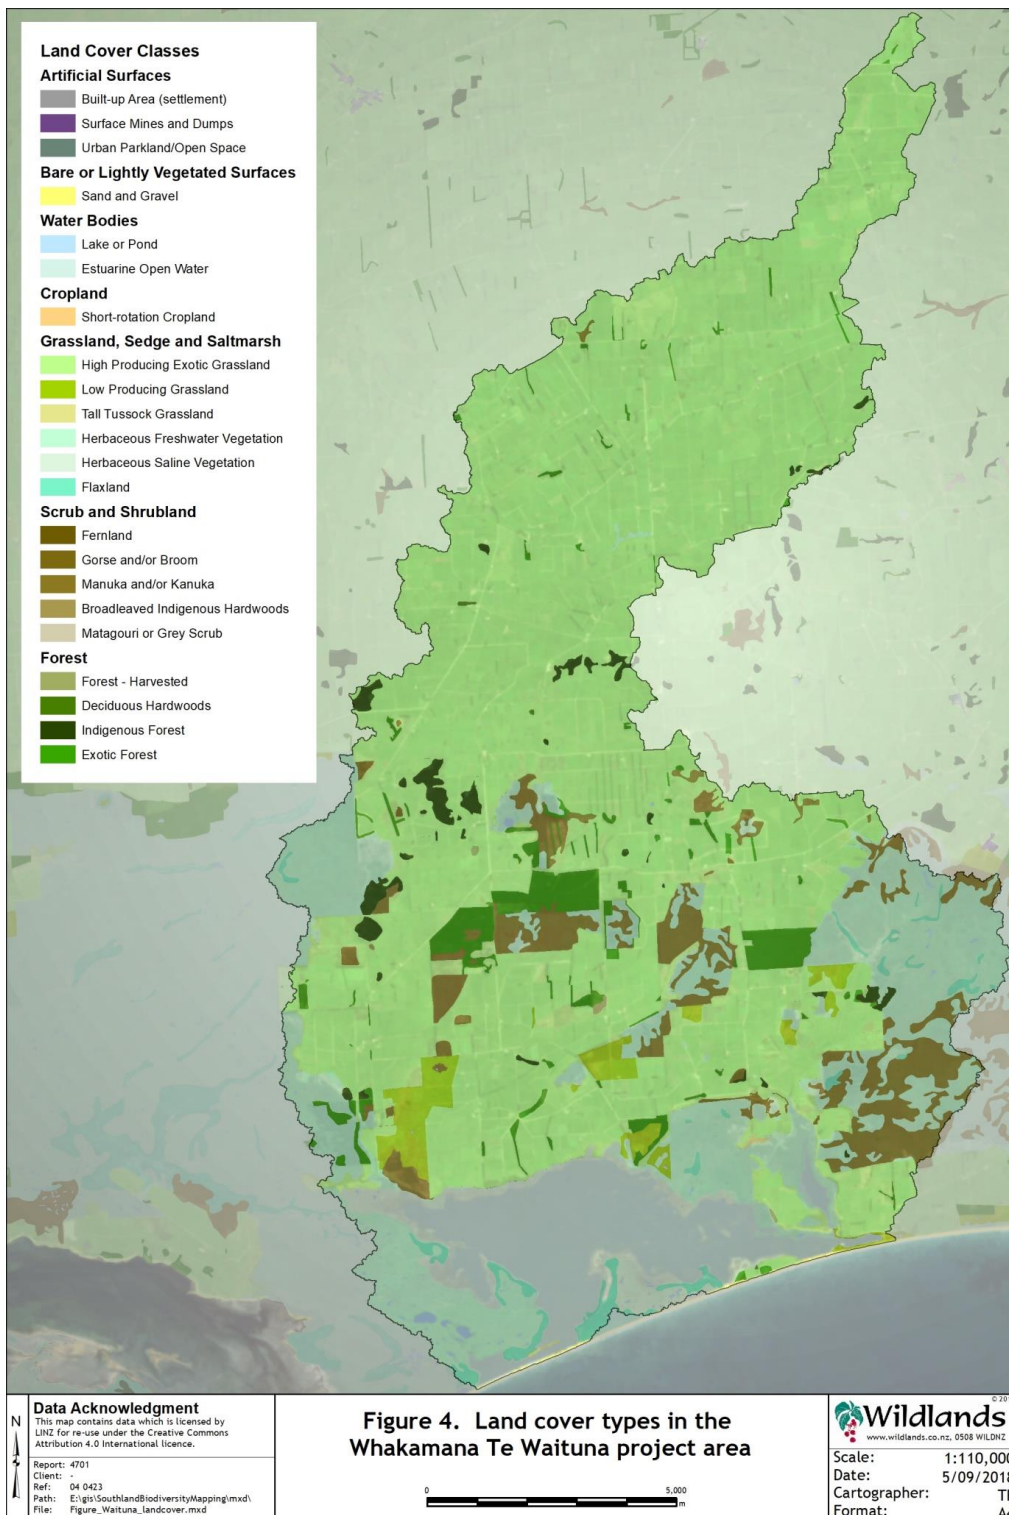 Land Cover Classes
Artificial Surfaces
Built-up Area (settlement)
Surface Mines and Dumps
Urban Parkland/Open Space
Bare or Lightly Vegetated Surfaces
Sand and Gravel
Water Bodies
Lake or Pond
Estuarine Open Water
Cropland
Short-rotation Cropland
Grassland, Sedge and Saltmarsh
High Producing Exotic Grassland
Low Producing Grassland
Tall Tussock Grassland
Herbaceous Freshwater Vegetation
Herbaceous Saline Vegetation
Flaxland
Scrub and Shrubland
Fernland
Gorse and/or Broom
Manuka and/or Kanuka
Broadleaved Indigenous Hardwoods
Matagouri or Grey Scrub
Forest
Forest - Harvested
Deciduous Hardwoods
Indigenous Forest
Exotic Forest
N
Data Acknowledgment
This map contains data which is licensed by
LINZ for re-use under the Creative Commons
Attribution 4.0 International licence.
Report: 4701
Client: -
Ref: 04 0423
Path: E:\gis\SouthlandBiodiversityMapping\mxd\
File: Figure_Waituna_landcover.mxd
Figure 4. Land cover types in the
Whakamana Te Waituna project area
0 5,000
m
©
Wildlands
www.wildlands.co.nz, 0508 WILDNZ
Scale: 1:110,000
Date: 5/09/2018
Cartographer:
Format: